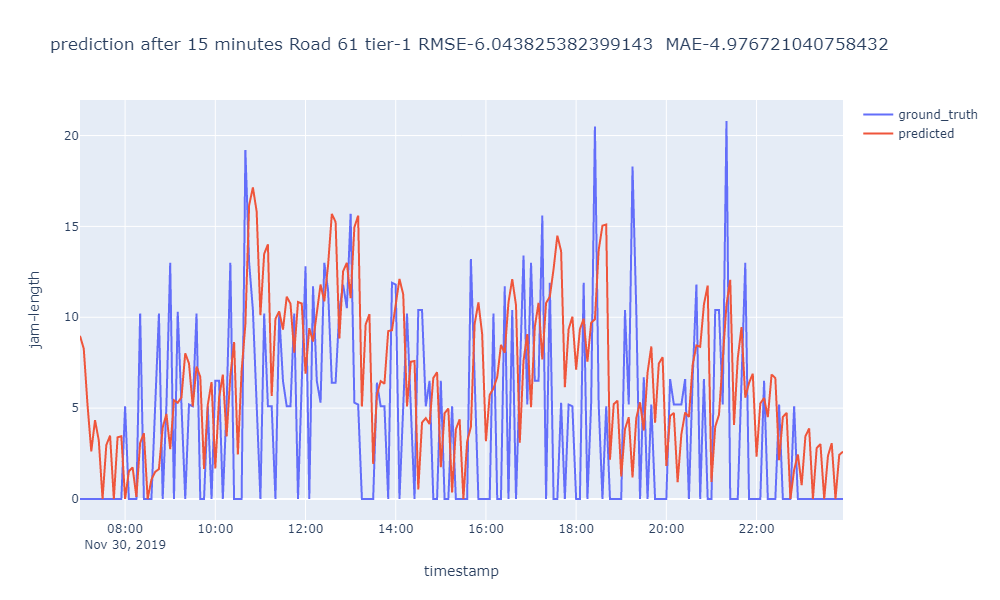 prediction after 15 minutes Road 61 tier-1 RMSE-6.043825382399143  MAE-4.976721040758432
ground_truth
predicted
20
15
10
5
0
jam-length
08:00 10:00 12:00 14:00 16:00 18:00 20:00 22:00
Nov 30, 2019
timestamp